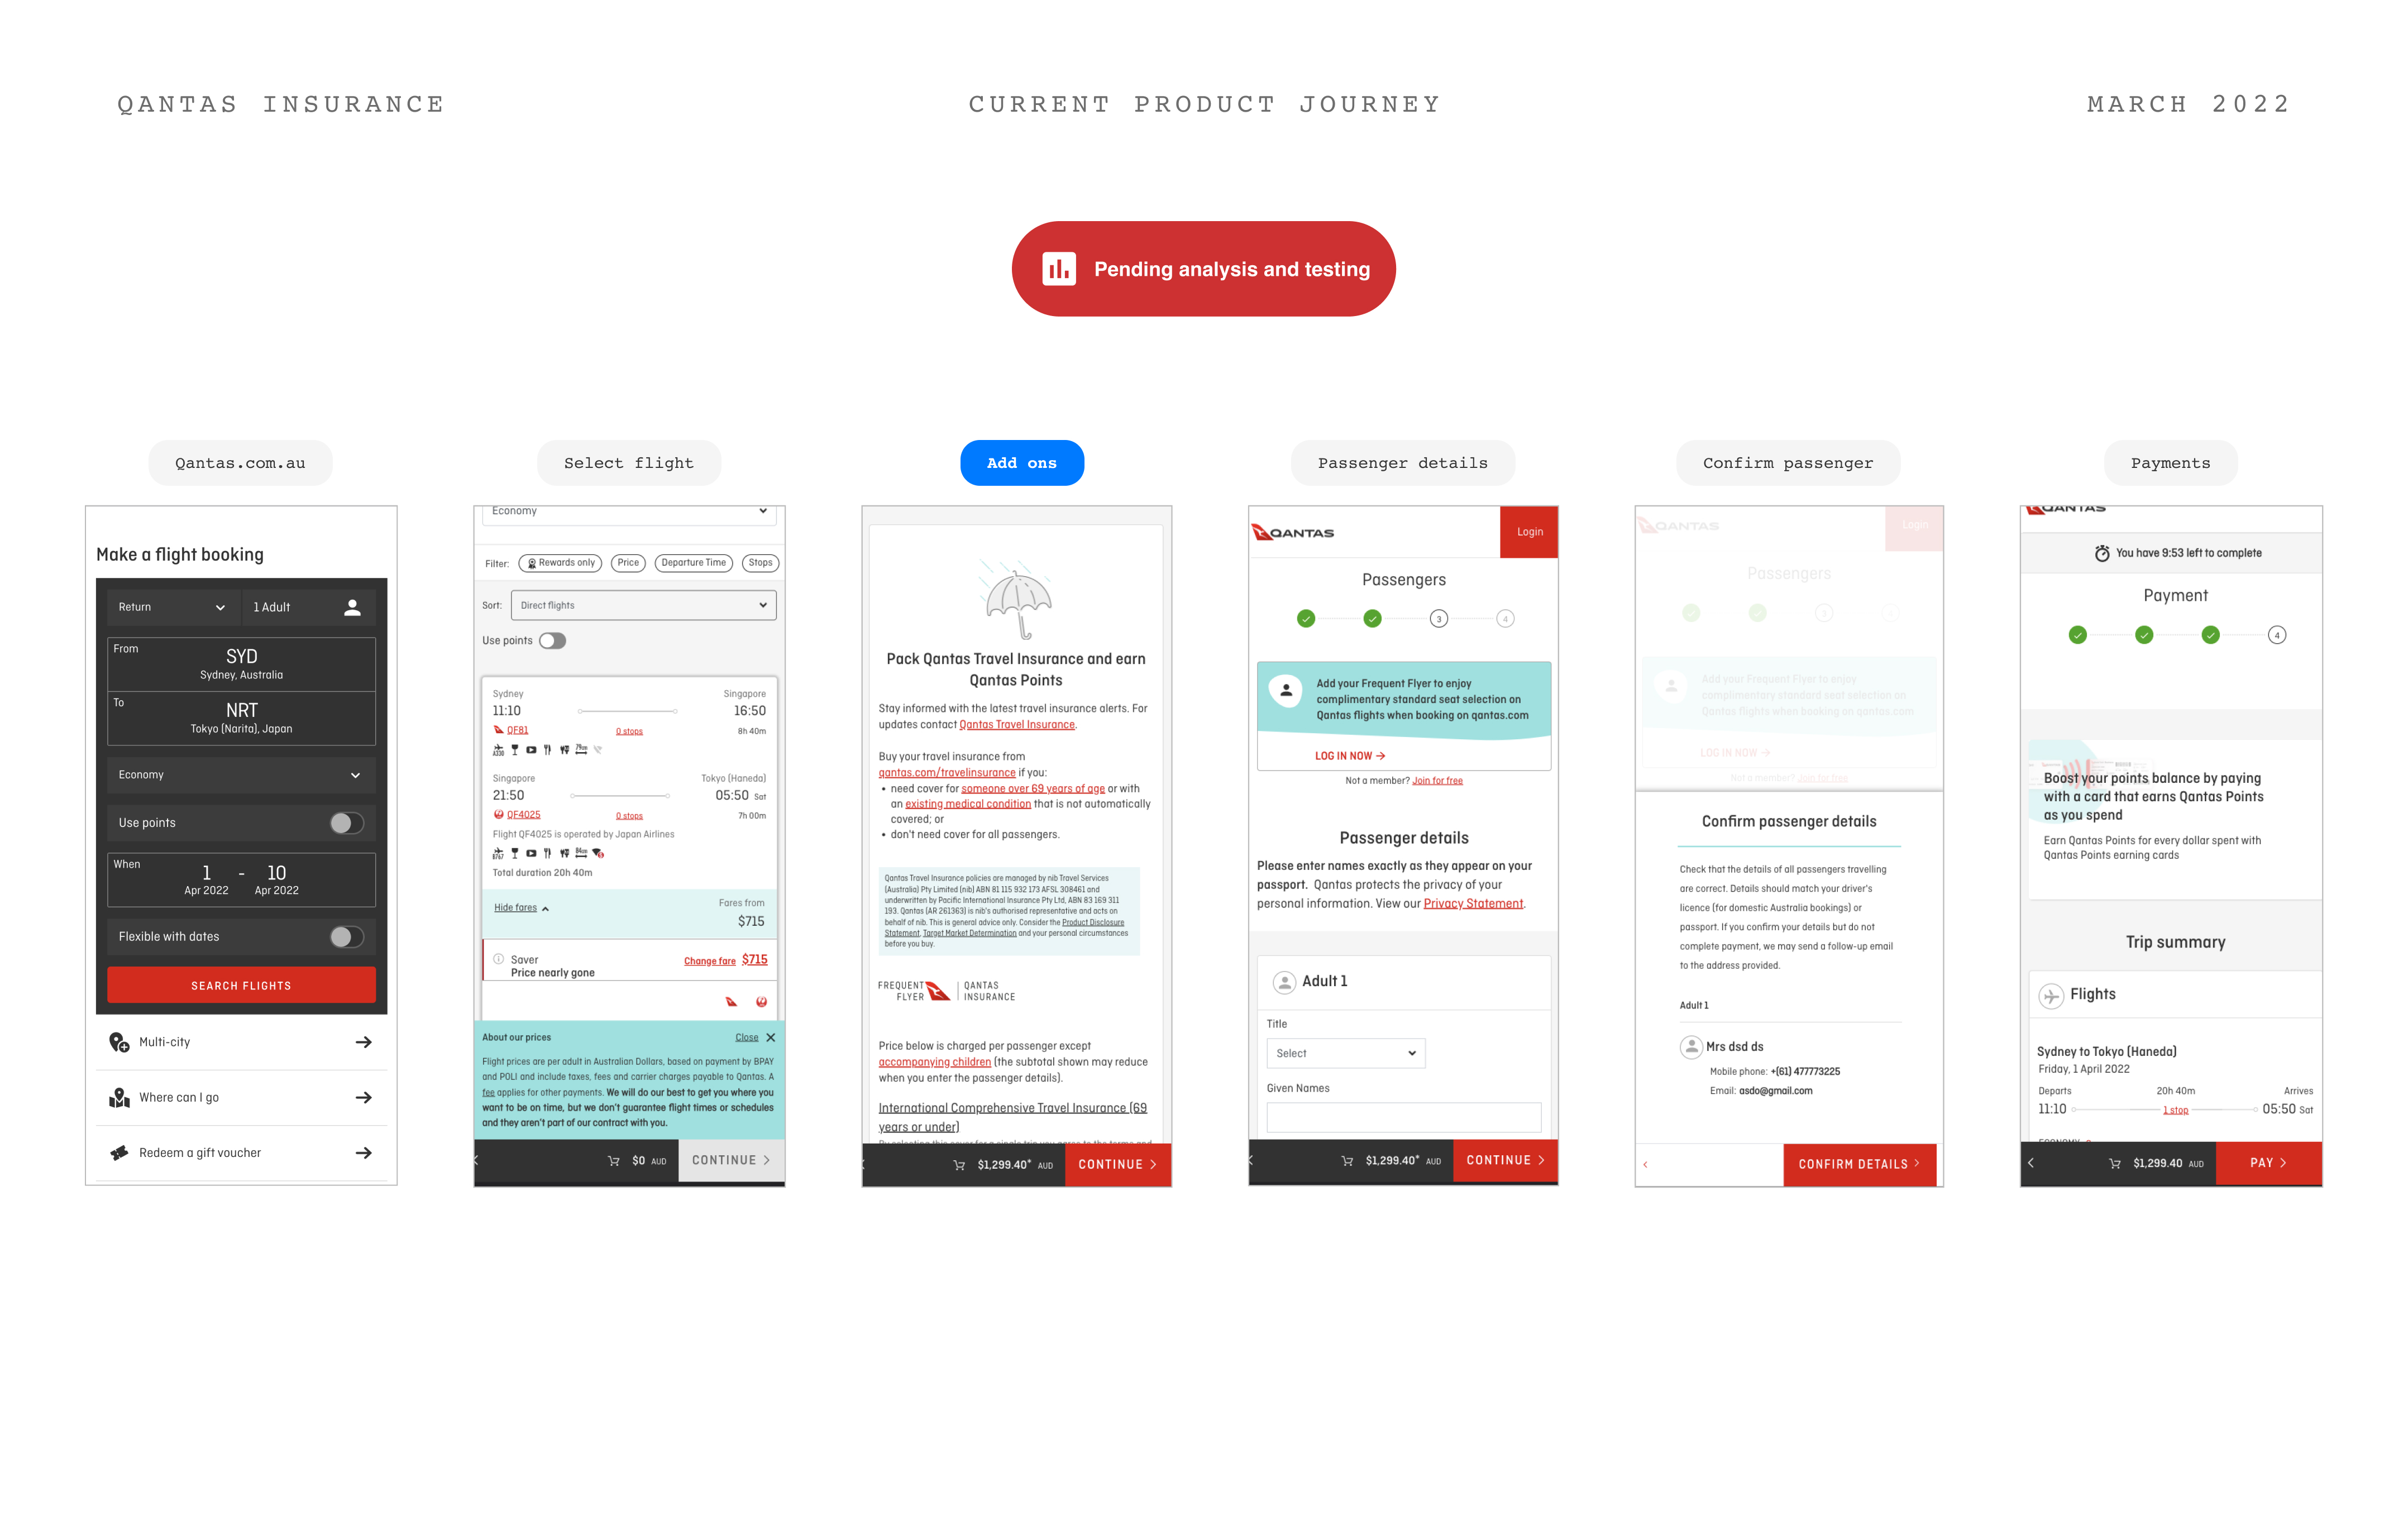 QANTAS INSURANCE
CURRENT PRODUCT JOURNEY
MARCH 2022
Pending analysis and testing
Qantas.com.au
Make a flight booking
Return
1 Adult
From
SYD
Sydney, Australia
To
NRT
Tokyo (Narita), Japan
Economy
Use points
When
1 - 10
Apr 2022 Apr 2022
Flexible with dates
SEARCH FLIGHTS
Multi-city
Where can I go
Redeem a gift voucher
Select flight
Economy
Filter: Rewards only Price Departure Time Stops
Sort: Direct flights
Use points
Sydney Singapore
11:10 16:50
QF81 0 stops 8h 40m
A330 79cm
Singapore Tokyo (Haneda)
21:50 05:50 Sat
QF4025 0 stops 7h 00m
Flight QF4025 is operated by Japan Airlines
B767 84cm
Total duration 20h 40m
Hide fares Fares from
$715
Saver Change fare $715
Price nearly gone
About our prices Close
Flight prices are per adult in Australian Dollars, based on payment by BPAY
and POLI and include taxes, fees and carrier charges payable to Qantas. A
fee applies for other payments. We will do our best to get you where you
want to be on time, but we don't guarantee flight times or schedules
and they aren't part of our contract with you.
$0 AUD CONTINUE
Add ons
Pack Qantas Travel Insurance and earn
Qantas Points
Stay informed with the latest travel insurance alerts. For
updates contact Qantas Travel Insurance.
Buy your travel insurance from
qantas.com/travelinsurance if you:
• need cover for someone over 69 years of age or with
an existing medical condition that is not automatically
covered; or
• don't need cover for all passengers.
Qantas Travel Insurance policies are managed by nib Travel Services
(Australia) Pty Limited (nib) ABN 81 115 932 173 AFSL 308461 and
underwritten by Pacific International Insurance Pty Ltd, ABN 83 169 311
193. Qantas (AR 261363) is nib's authorised representative and acts on
behalf of nib. This is general advice only. Consider the Product Disclosure
Statement, Target Market Determination and your personal circumstances
before you buy.
FREQUENT FLYER QANTAS INSURANCE
Price below is charged per passenger except
accompanying children (the subtotal shown may reduce
when you enter the passenger details).
International Comprehensive Travel Insurance (69
years or under)
By selecting this cover for a single trip you agree to the terms and
$1,299.40* AUD CONTINUE
Passenger details
QANTAS
Login
Passengers
3 4
Add your Frequent Flyer to enjoy
complimentary standard seat selection on
Qantas flights when booking on qantas.com
LOG IN NOW
Not a member? Join for free
Passenger details
Please enter names exactly as they appear on your
passport. Qantas protects the privacy of your
personal information. View our Privacy Statement.
Adult 1
Title
Select
Given Names
$1,299.40* AUD CONTINUE
Confirm passenger
QANTAS
Login
Passengers
3 4
Add your Frequent Flyer to enjoy
complimentary standard seat selection on
Qantas flights when booking on qantas.com
LOG IN NOW
Not a member? Join for free
Confirm passenger details
Check that the details of all passengers travelling
are correct. Details should match your driver's
licence (for domestic Australia bookings) or
passport. If you confirm your details but do not
complete payment, we may send a follow-up email
to the address provided.
Adult 1
Mrs dsd ds
Mobile phone: +(61) 477773225
Email: asdo@gmail.com
CONFIRM DETAILS
Payments
QANTAS
You have 9:53 left to complete
Payment
4
Boost your points balance by paying
with a card that earns Qantas Points
as you spend
Earn Qantas Points for every dollar spent with
Qantas Points earning cards
Trip summary
Flights
Sydney to Tokyo (Haneda)
Friday, 1 April 2022
Departs 20h 40m Arrives
11:10 1 stop 05:50 Sat
ECONOMY
$1,299.40 AUD PAY